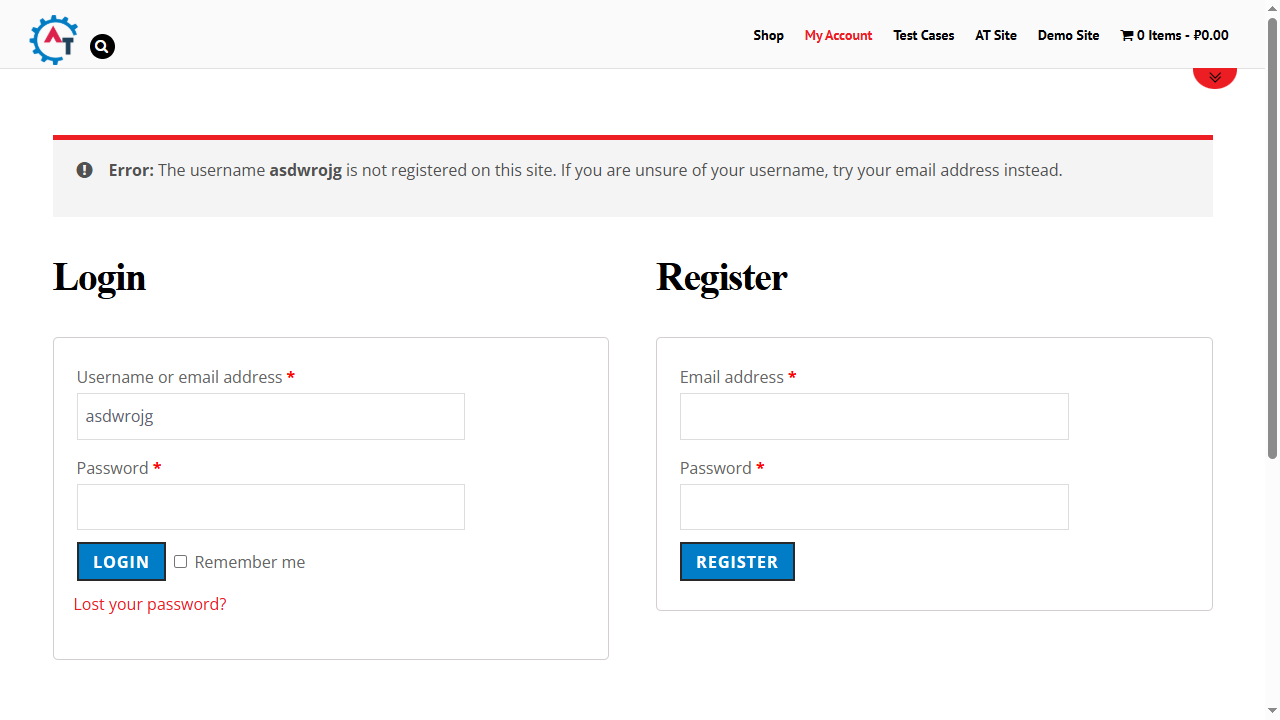 AT
Shop My Account Test Cases AT Site Demo Site 0 Items - ₽0.00
Error: The username asdwrojg is not registered on this site. If you are unsure of your username, try your email address instead.
Login
Register
Username or email address *
asdwrojg
Password *
LOGIN Remember me
Lost your password?
Email address *
Password *
REGISTER